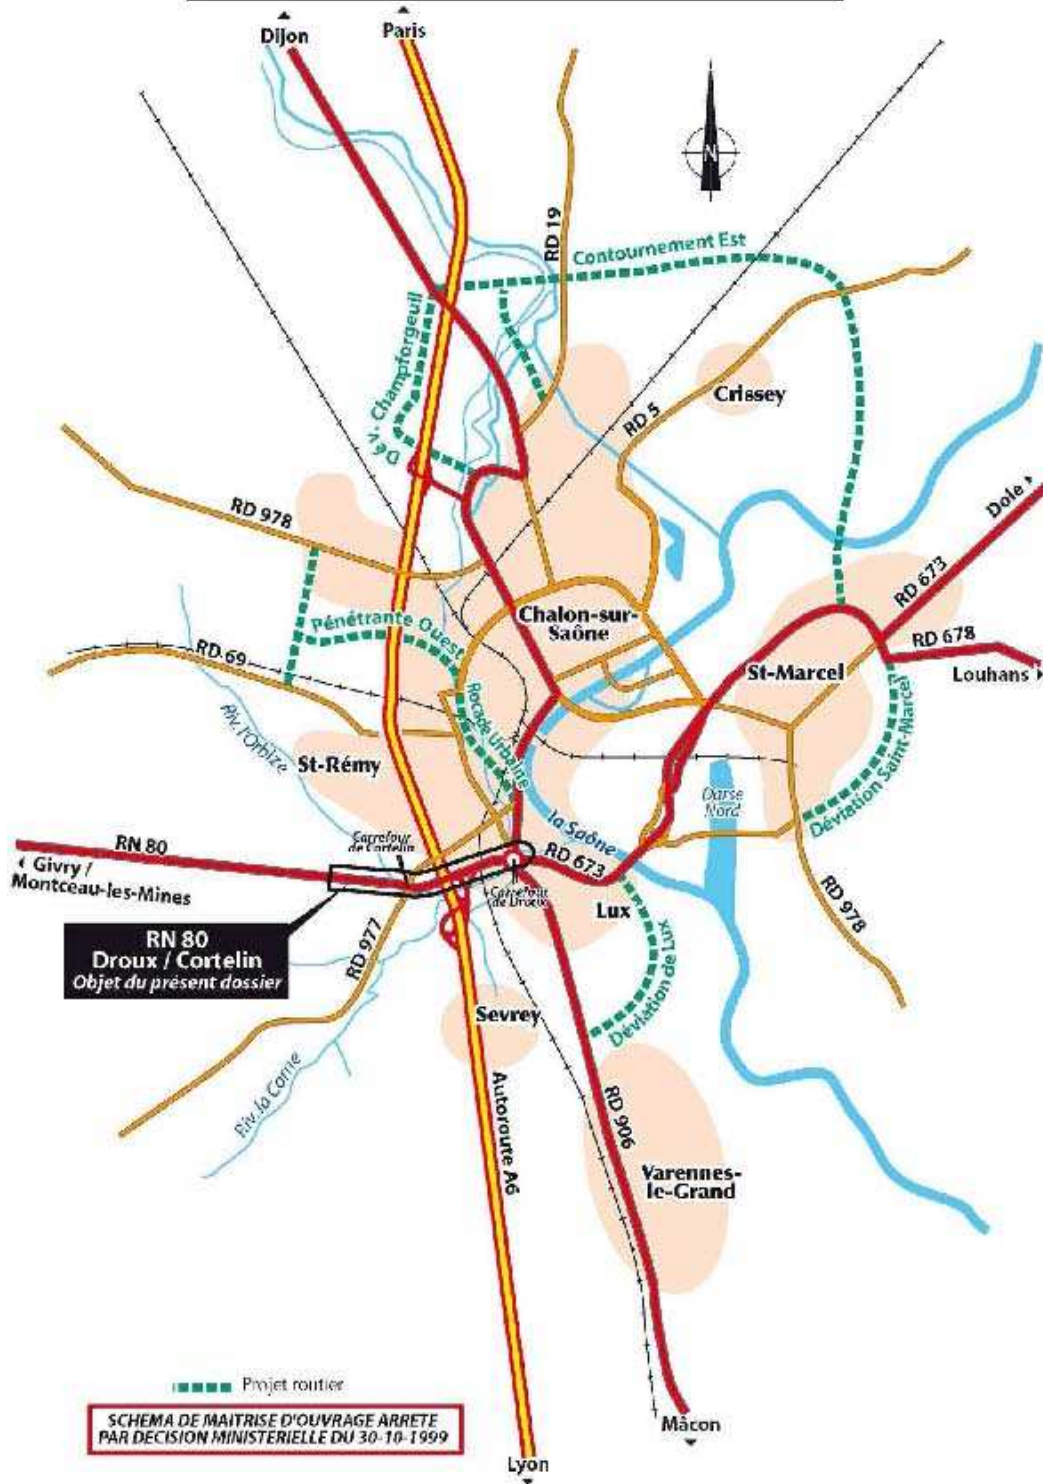 Dijon
Paris
N
RD 19
Contournement Est
Dév. Champforgeuil
Crissey
RD 5
RD 978
Dole
RD 673
Chalon-sur-
Saône
Pénétrante Ouest
RD 678
RD 69
St-Marcel
Louhans
Rocade Urbaine
Riv. l'Orbize
St-Rémy
Déviation Saint-Marcel
Darse
Nord
la Saône
Carrefour
de Cortelin
RN 80
RD 673
Givry /
Montceau-les-Mines
Carrefour
de Droux
Lux
RD 978
RN 80
Droux / Cortelin
Objet du présent dossier
RD 977
Déviation de Lux
Sevrey
Riv. la Corne
Autoroute A6
RD 906
Varennes-
le-Grand
Projet routier
SCHEMA DE MAITRISE D'OUVRAGE ARRETE
PAR DECISION MINISTERIELLE DU 30-10-1999
Mâcon
Lyon